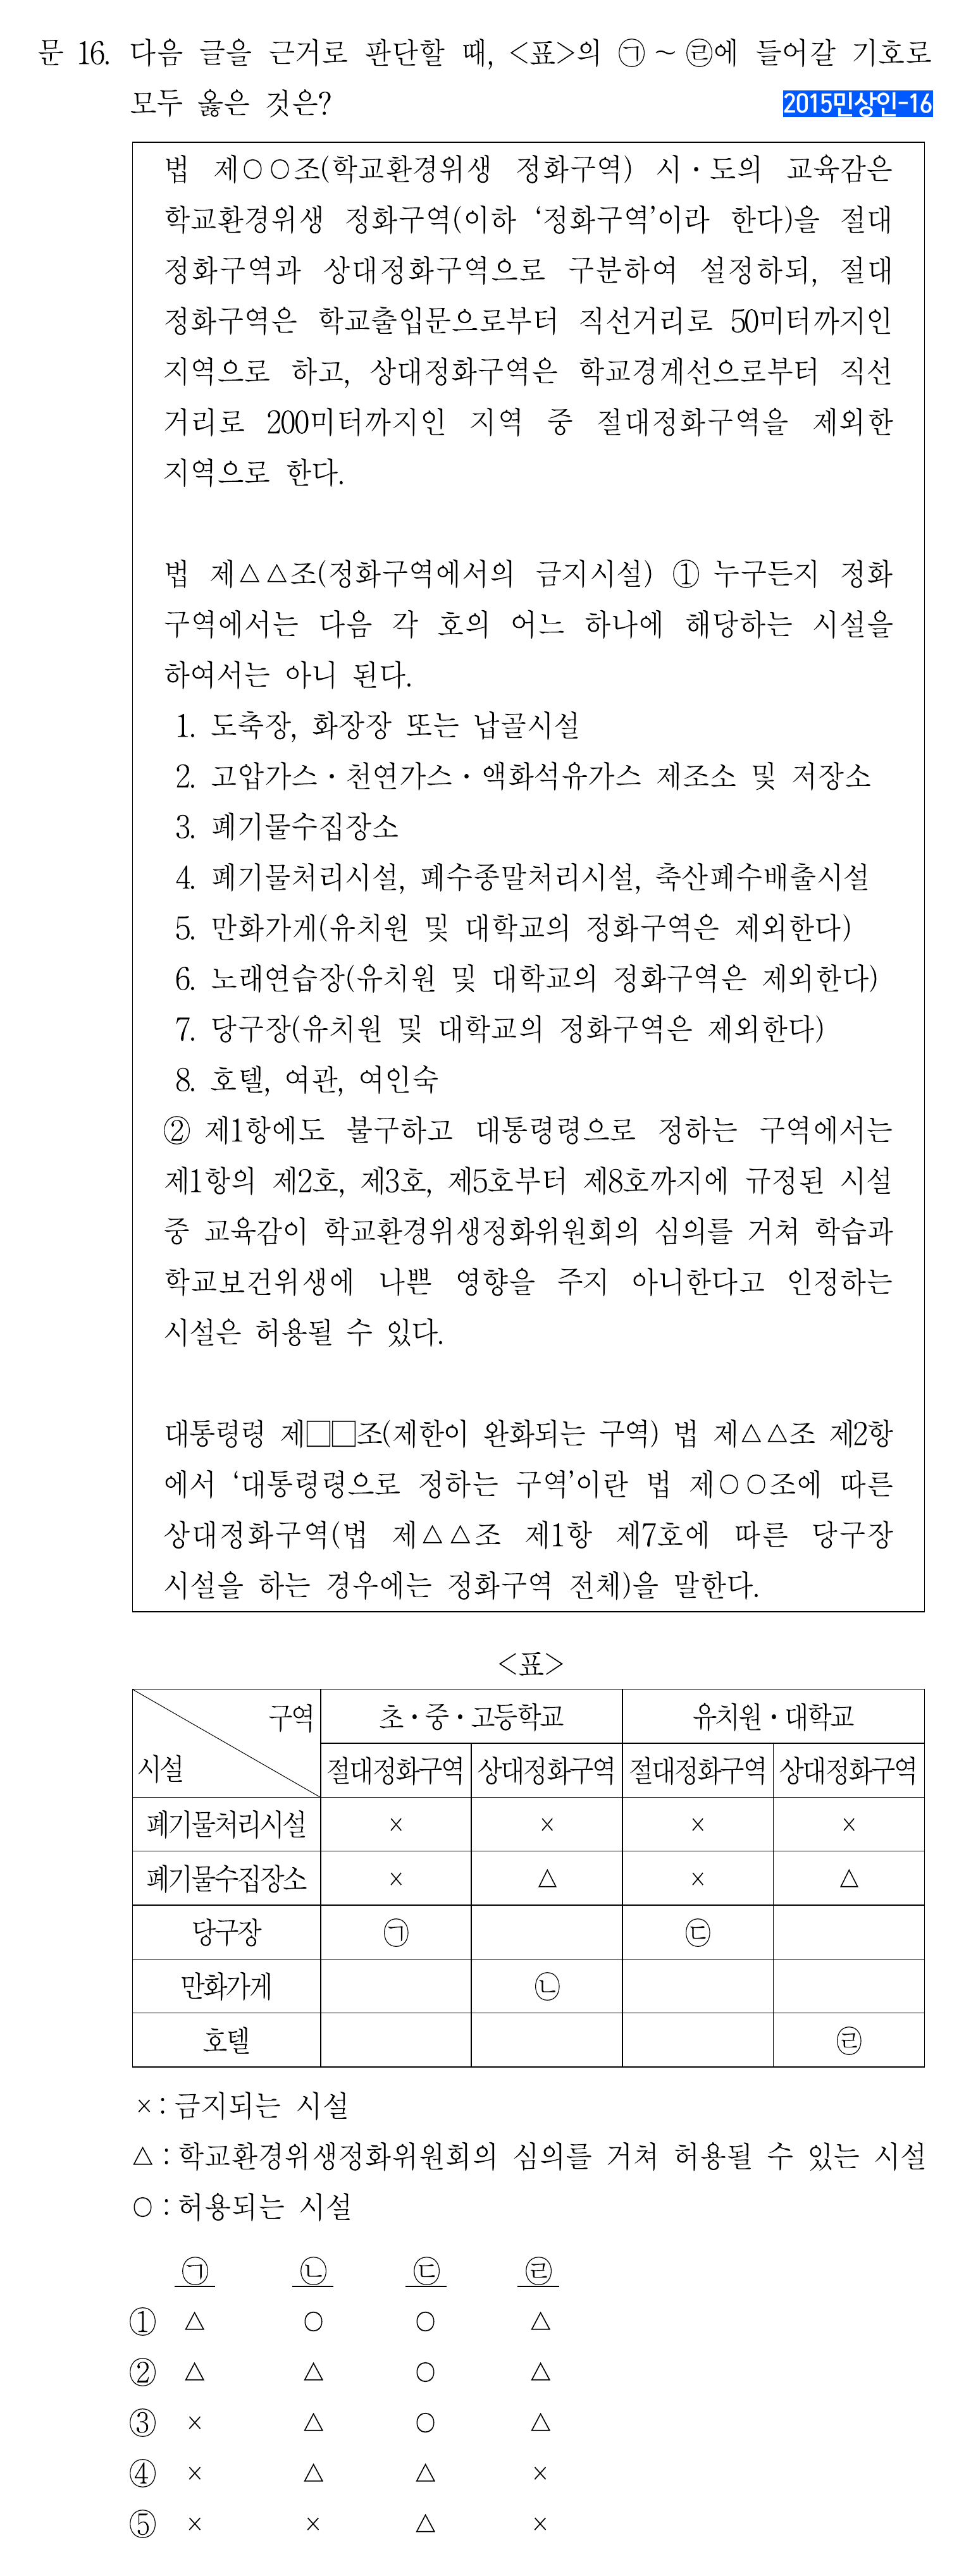 문 16. 다음 글을 근거로 판단할 때, <표>의 ㉠ ~ ㉣에 들어갈 기호로
모두 옳은 것은?
2015민상인-16
법 제○○조(학교환경위생 정화구역) 시·도의 교육감은
학교환경위생 정화구역(이하 ‘정화구역’이라 한다)을 절대
정화구역과 상대정화구역으로 구분하여 설정하되, 절대
정화구역은 학교출입문으로부터 직선거리로 50미터까지인
지역으로 하고, 상대정화구역은 학교경계선으로부터 직선
거리로 200미터까지인 지역 중 절대정화구역을 제외한
지역으로 한다.
법 제△△조(정화구역에서의 금지시설) ① 누구든지 정화
구역에서는 다음 각 호의 어느 하나에 해당하는 시설을
하여서는 아니 된다.
1. 도축장, 화장장 또는 납골시설
2. 고압가스·천연가스·액화석유가스 제조소 및 저장소
3. 폐기물수집장소
4. 폐기물처리시설, 폐수종말처리시설, 축산폐수배출시설
5. 만화가게(유치원 및 대학교의 정화구역은 제외한다)
6. 노래연습장(유치원 및 대학교의 정화구역은 제외한다)
7. 당구장(유치원 및 대학교의 정화구역은 제외한다)
8. 호텔, 여관, 여인숙
② 제1항에도 불구하고 대통령령으로 정하는 구역에서는
제1항의 제2호, 제3호, 제5호부터 제8호까지에 규정된 시설
중 교육감이 학교환경위생정화위원회의 심의를 거쳐 학습과
학교보건위생에 나쁜 영향을 주지 아니한다고 인정하는
시설은 허용될 수 있다.
대통령령 제□□조(제한이 완화되는 구역) 법 제△△조 제2항
에서 ‘대통령령으로 정하는 구역’이란 법 제○○조에 따른
상대정화구역(법 제△△조 제1항 제7호에 따른 당구장
시설을 하는 경우에는 정화구역 전체)을 말한다.
<표>
구역 초·중·고등학교 유치원·대학교
시설 절대정화구역 상대정화구역 절대정화구역 상대정화구역
폐기물처리시설 × × × ×
폐기물수집장소 × △ × △
당구장 ㉠ ㉢
만화가게 ㉡
호텔 ㉣
× : 금지되는 시설
△ : 학교환경위생정화위원회의 심의를 거쳐 허용될 수 있는 시설
○ : 허용되는 시설
㉠ ㉡ ㉢ ㉣
① △ ○ ○ △
② △ △ ○ △
③ × △ ○ △
④ × △ △ ×
⑤ × × △ ×